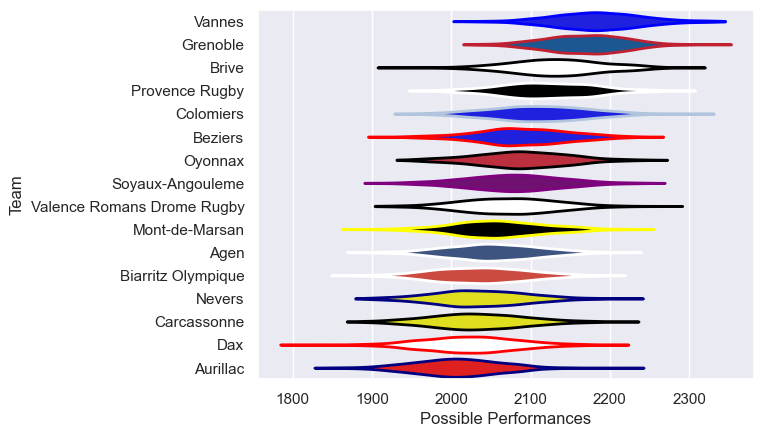 Vannes
Grenoble
Brive
Provence Rugby
Colomiers
Beziers
Oyonnax
Soyaux-Angouleme
Valence Romans Drome Rugby
Mont-de-Marsan
Agen
Biarritz Olympique
Nevers
Carcassonne
Dax
Aurillac
Team
1800 1900 2000 2100 2200 2300
Possible Performances